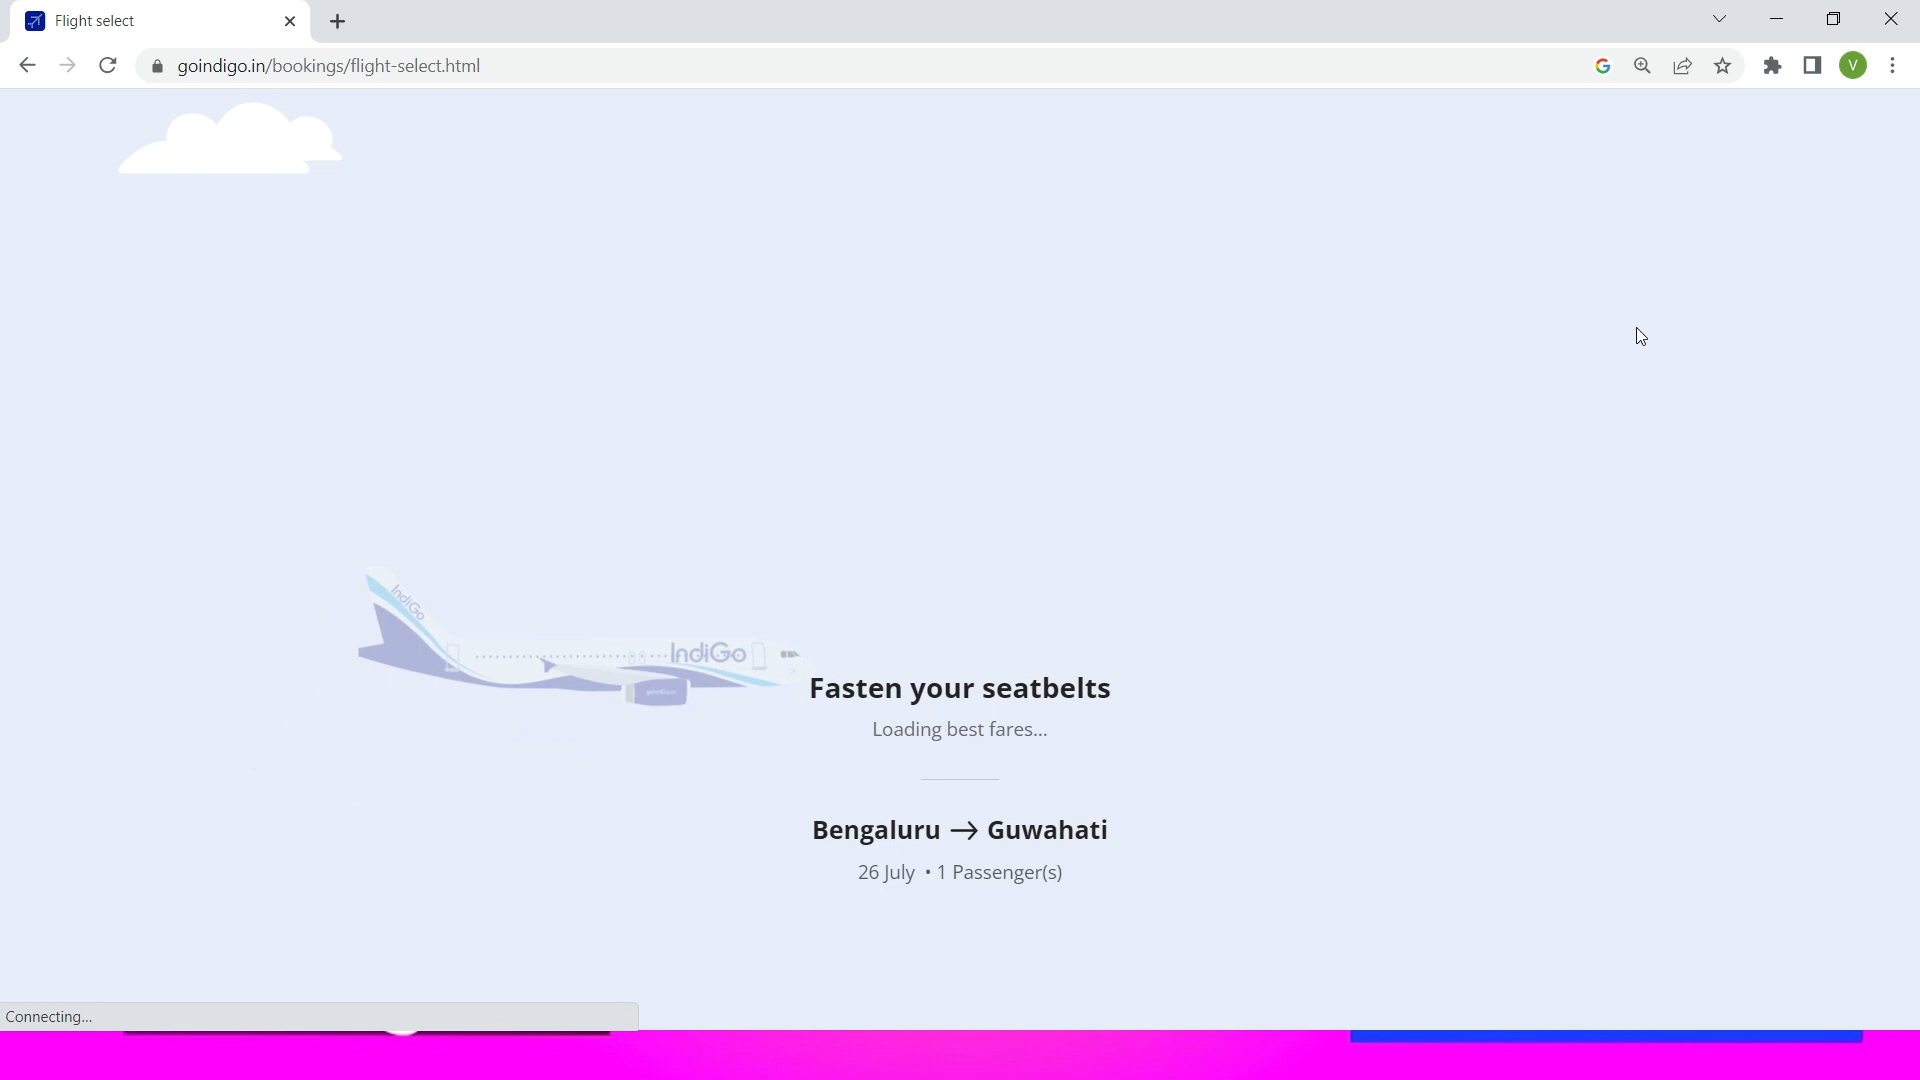 Flight select
goindigo.in/bookings/flight-select.html
V
IndiGo
IndiGo
Fasten your seatbelts
Loading best fares...
Bengaluru → Guwahati
26 July • 1 Passenger(s)
Connecting...